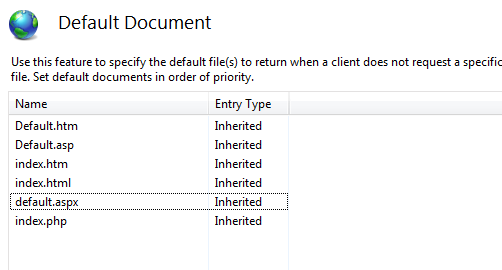 Default Document
Use this feature to specify the default file(s) to return when a client does not request a specific
file. Set default documents in order of priority.
Name Entry Type
Default.htm Inherited
Default.asp Inherited
index.htm Inherited
index.html Inherited
default.aspx Inherited
index.php Inherited